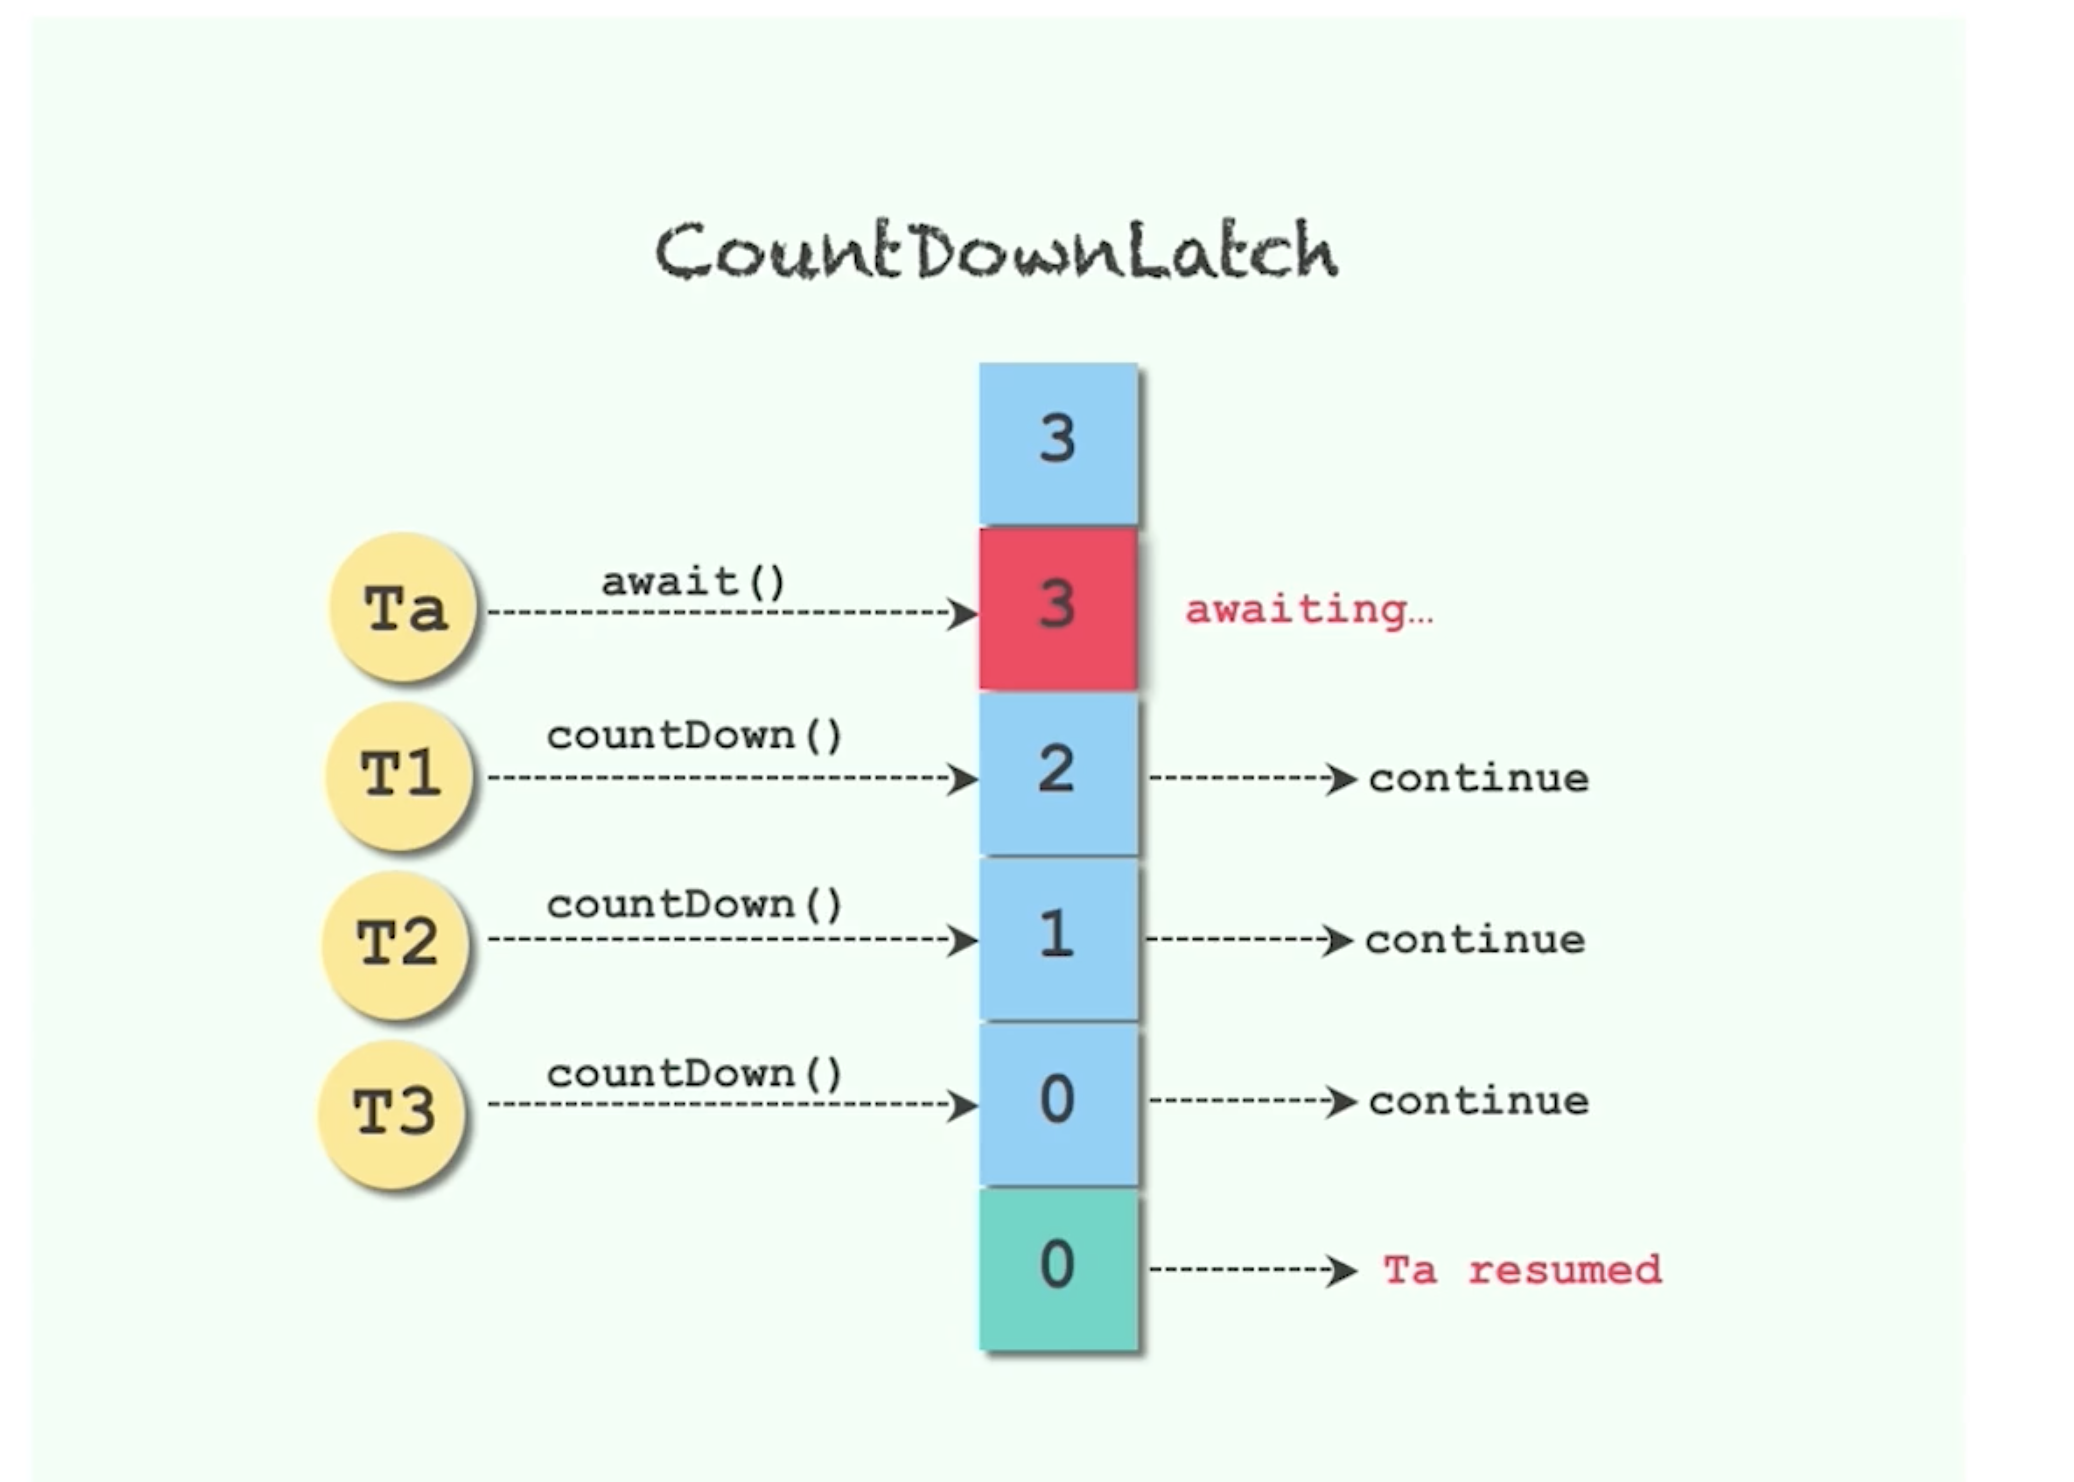 CountDownLatch
3
Ta await() 3 awaiting…
T1 countDown() 2 continue
T2 countDown() 1 continue
T3 countDown() 0 continue
0 Ta resumed